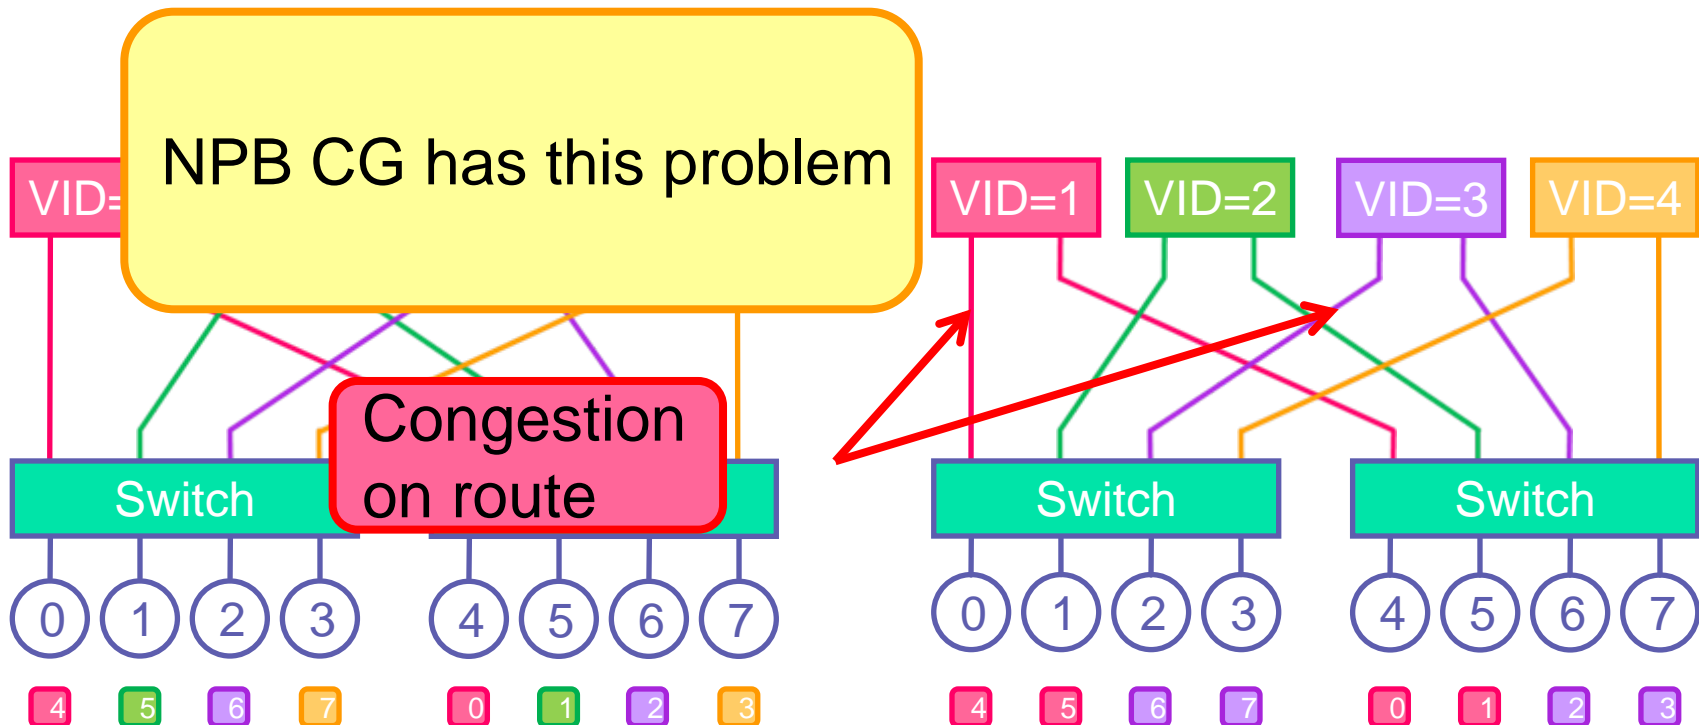 NPB CG has this problem
VID=
VID=1 VID=2 VID=3 VID=4
Congestion
on route
Switch
Switch Switch
0 1 2 3 4 5 6 7
0 1 2 3 4 5 6 7
4 5 6 7 0 1 2 3
4 5 6 7 0 1 2 3